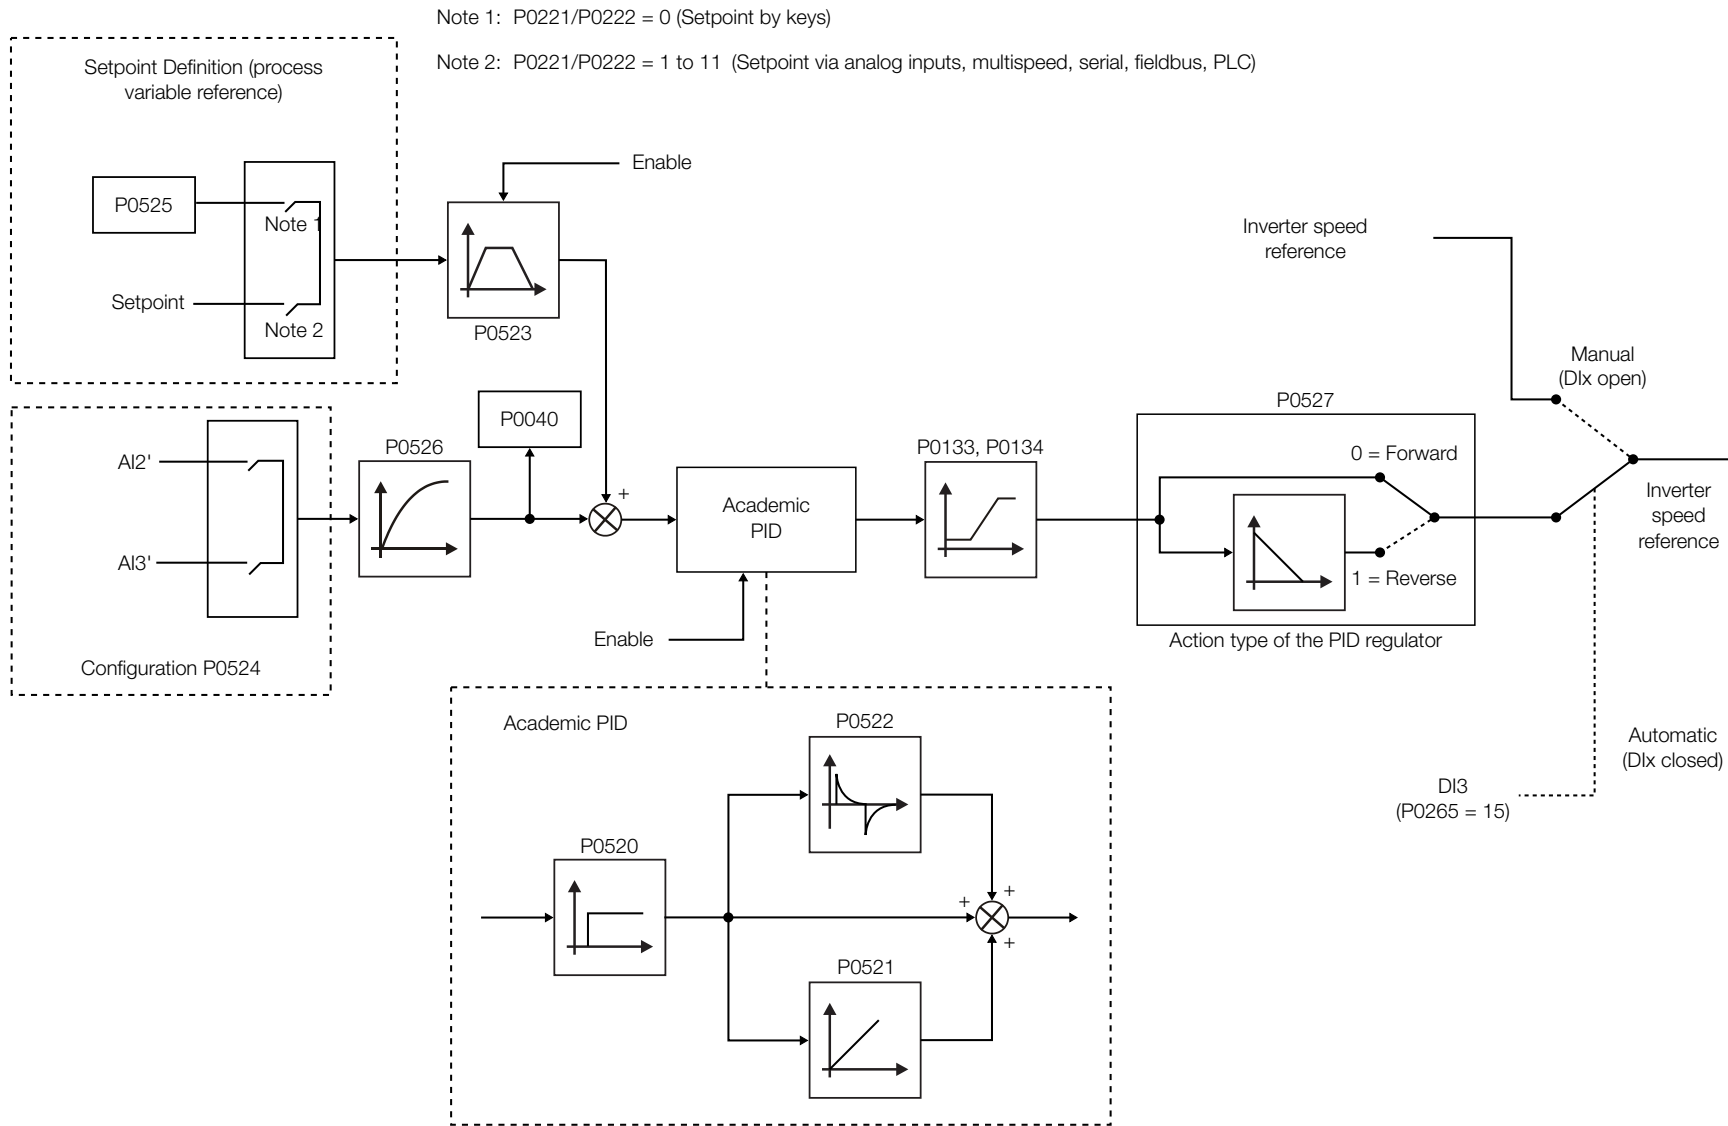 Note 1: P0221/P0222 = 0 (Setpoint by keys)
Note 2: P0221/P0222 = 1 to 11 (Setpoint via analog inputs, multispeed, serial, fieldbus, PLC)
Setpoint Definition (process
variable reference)
P0525
Note 1
Setpoint
Note 2
Enable
P0523
Inverter speed
reference
Manual
(DIx open)
AI2'
AI3'
Configuration P0524
P0526
P0040
+
Academic
PID
Enable
P0133, P0134
P0527
0 = Forward
1 = Reverse
Action type of the PID regulator
Inverter
speed
reference
Automatic
(DIx closed)
DI3
(P0265 = 15)
Academic PID
P0522
P0520
+
+
+
P0521